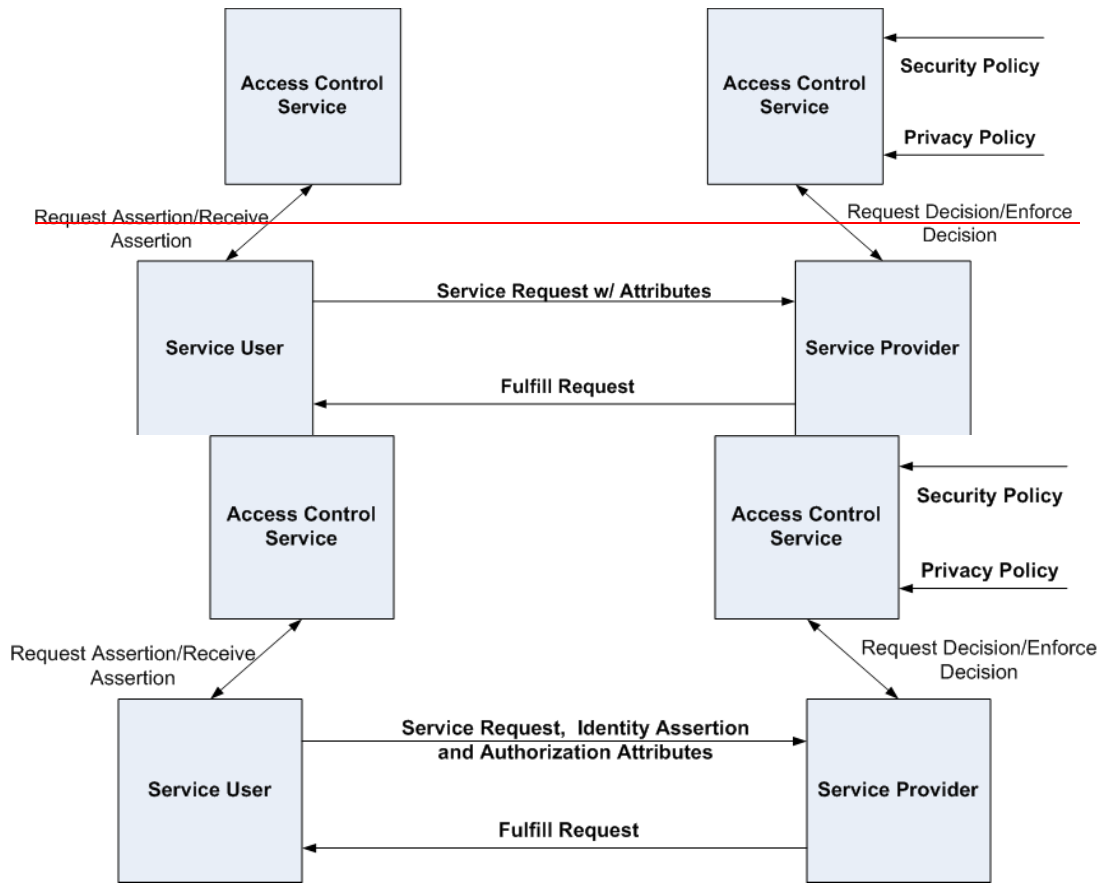 Access Control
Service
Access Control
Service
Security Policy
Privacy Policy
Request Assertion/Receive
Assertion
Request Decision/Enforce
Decision
Service Request w/ Attributes
Service User
Service Provider
Fulfill Request
Access Control
Service
Access Control
Service
Security Policy
Privacy Policy
Request Assertion/Receive
Assertion
Request Decision/Enforce
Decision
Service Request, Identity Assertion
and Authorization Attributes
Service User
Service Provider
Fulfill Request